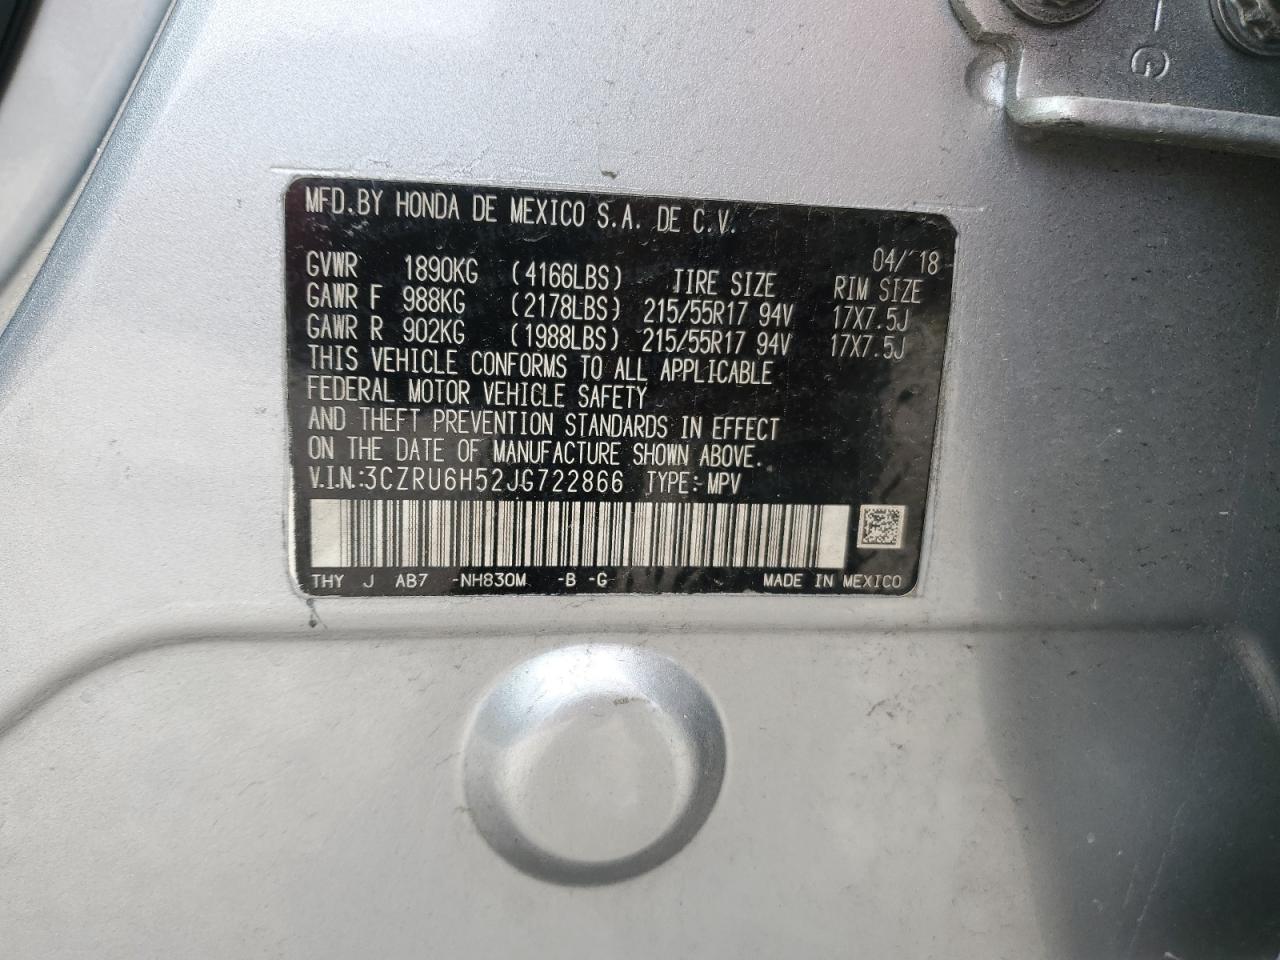 MFD.BY HONDA DE MEXICO S.A. DE C.V.
04/'18
GVWR 1890KG (4166LBS) TIRE SIZE RIM SIZE
GAWR F 988KG (2178LBS) 215/55R17 94V 17X7.5J
GAWR R 902KG (1988LBS) 215/55R17 94V 17X7.5J
THIS VEHICLE CONFORMS TO ALL APPLICABLE
FEDERAL MOTOR VEHICLE SAFETY
AND THEFT PREVENTION STANDARDS IN EFFECT
ON THE DATE OF MANUFACTURE SHOWN ABOVE.
V.I.N.:3CZRU6H52JG722866 TYPE: MPV
THY J AB7 -NH830M -B -G MADE IN MEXICO
G